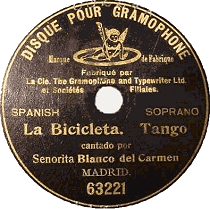 DISQUE POUR GRAMOPHONE
Marque de Fabrique
Fabriqué par
La Cie. The Gramophone and Typewriter Ltd.
et Sociétés Filiales.
SPANISH SOPRANO
La Bicicleta. Tango
cantado por
Senorita Blanco del Carmen
MADRID.
63221